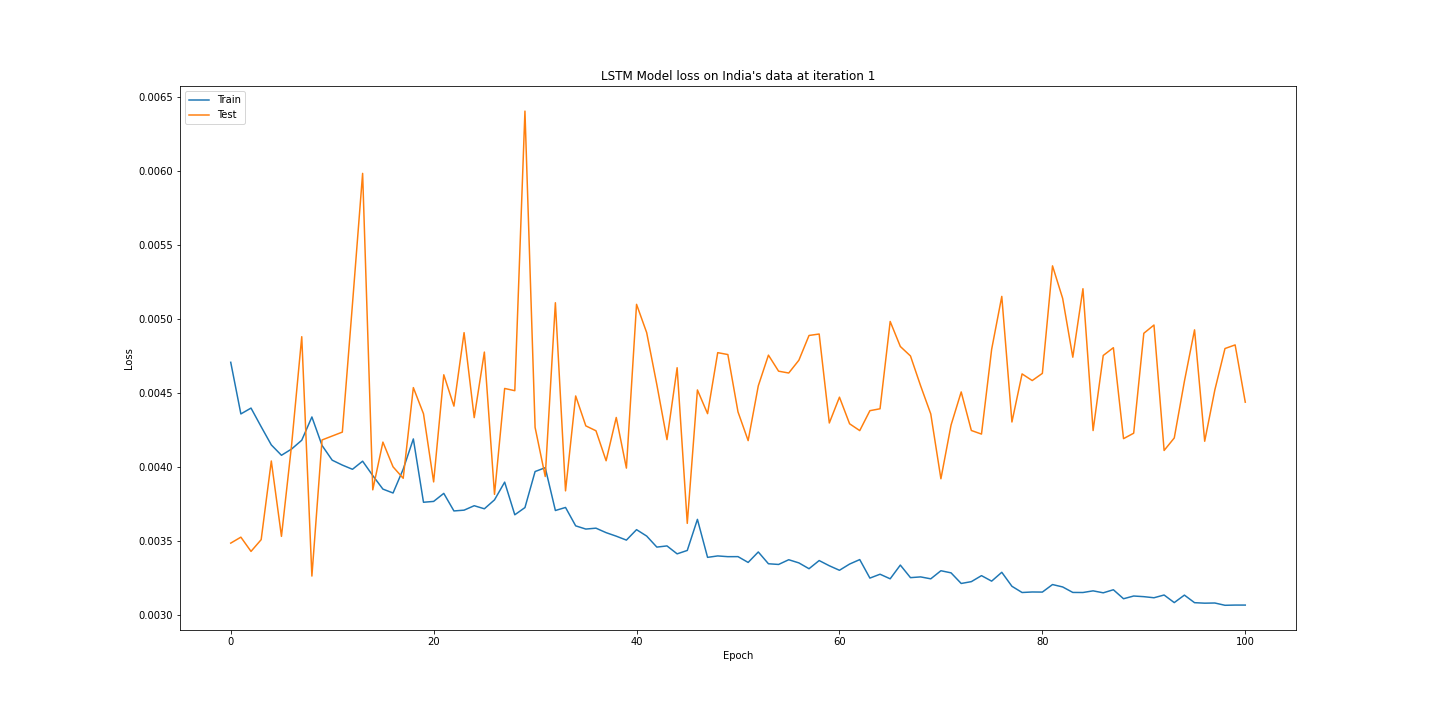 LSTM Model loss on India's data at iteration 1
Train
Test
0.0065
0.0060
0.0055
0.0050
0.0045
0.0040
0.0035
0.0030
Loss
0 20 40 60 80 100
Epoch